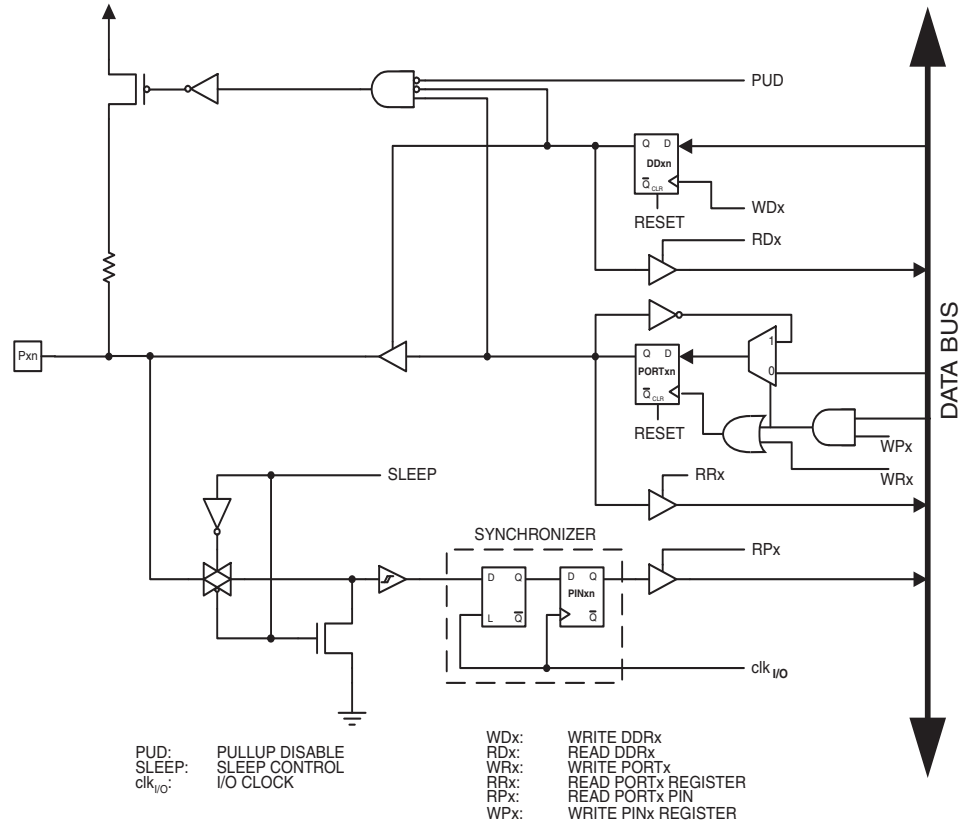 PUD
Q D
DDxn
Q CLR
WDx
RESET
RDx
1
Pxn
Q D
PORTxn
0
Q CLR
RESET
WPx
WRx
SLEEP
RRx
SYNCHRONIZER
RPx
D Q
L Q
D Q
PINxn
Q
clk I/O
DATA BUS
PUD: PULLUP DISABLE
SLEEP: SLEEP CONTROL
clkI/O: I/O CLOCK
WDx: WRITE DDRx
RDx: READ DDRx
WRx: WRITE PORTx
RRx: READ PORTx REGISTER
RPx: READ PORTx PIN
WPx: WRITE PINx REGISTER